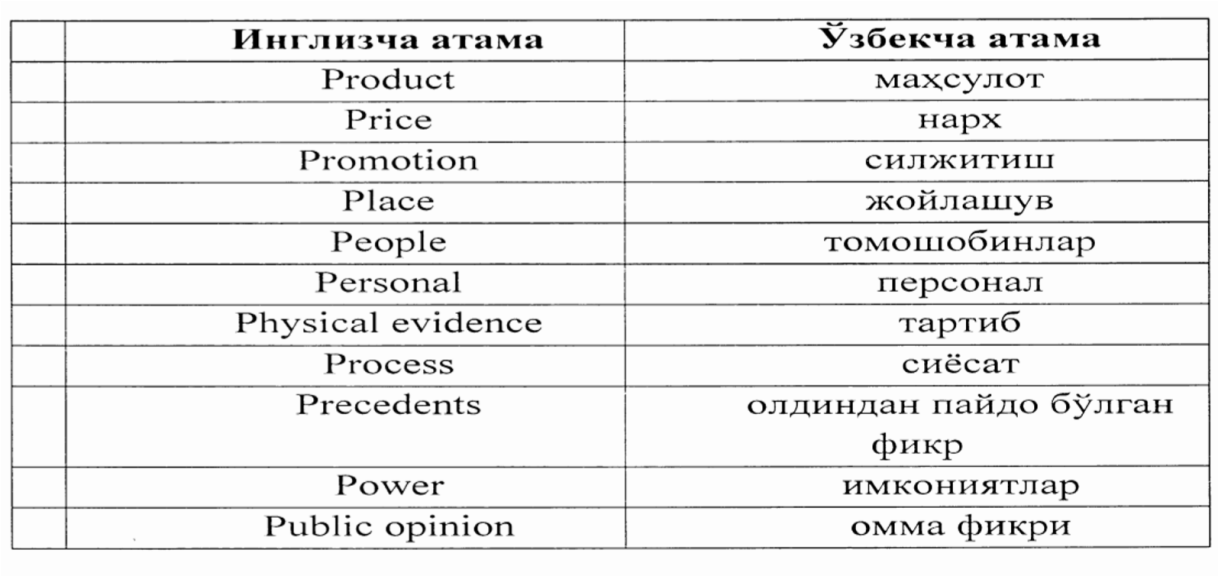 Инглизча атама Ўзбекча атама
Product маҳсулот
Price нарх
Promotion силжитиш
Place жойлашув
People томошобинлар
Personal персонал
Physical evidence тартиб
Process сиёсат
Precedents олдиндан пайдо бўлган
фикр
Power имкониятлар
Public opinion омма фикри